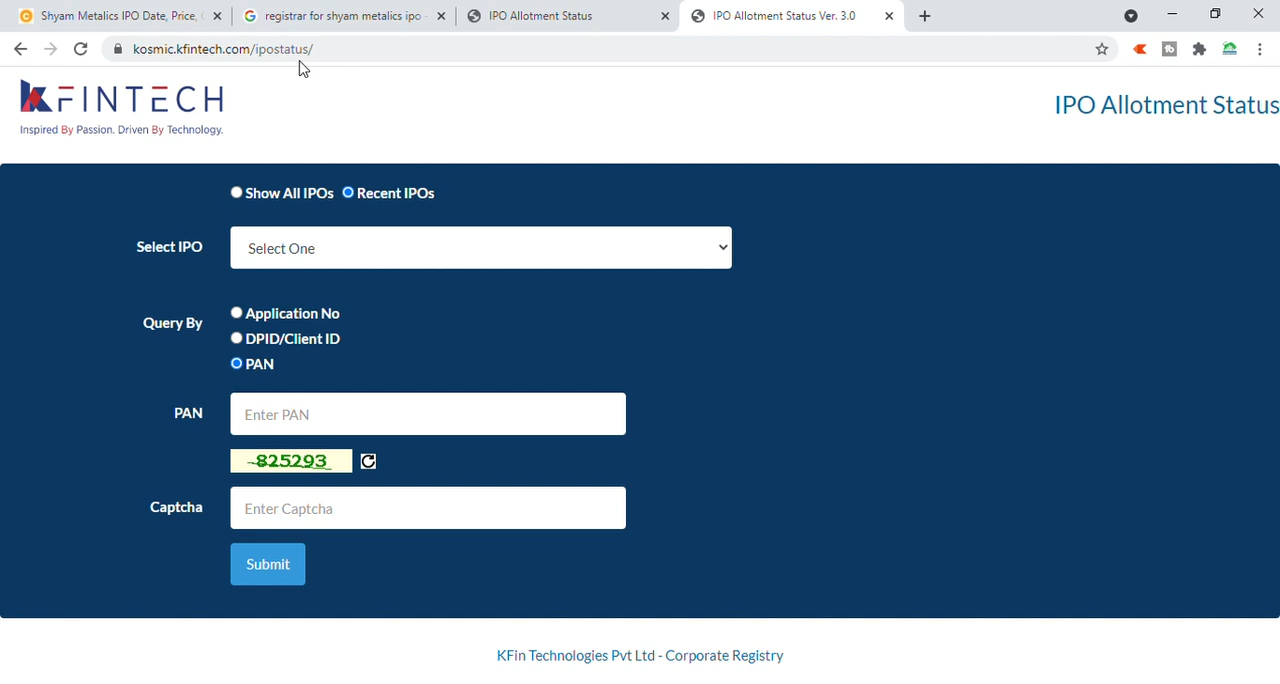 Shyam Metalics IPO Date, Price,
registrar for shyam metalics ipo -
IPO Allotment Status
IPO Allotment Status Ver. 3.0
kosmic.kfintech.com/ipostatus/
KFINTECH
Inspired By Passion. Driven By Technology.
IPO Allotment Status
Show All IPOs Recent IPOs
Select IPO
Select One
Query By
Application No
DPID/Client ID
PAN
PAN
Enter PAN
825293
Captcha
Enter Captcha
Submit
KFin Technologies Pvt Ltd - Corporate Registry